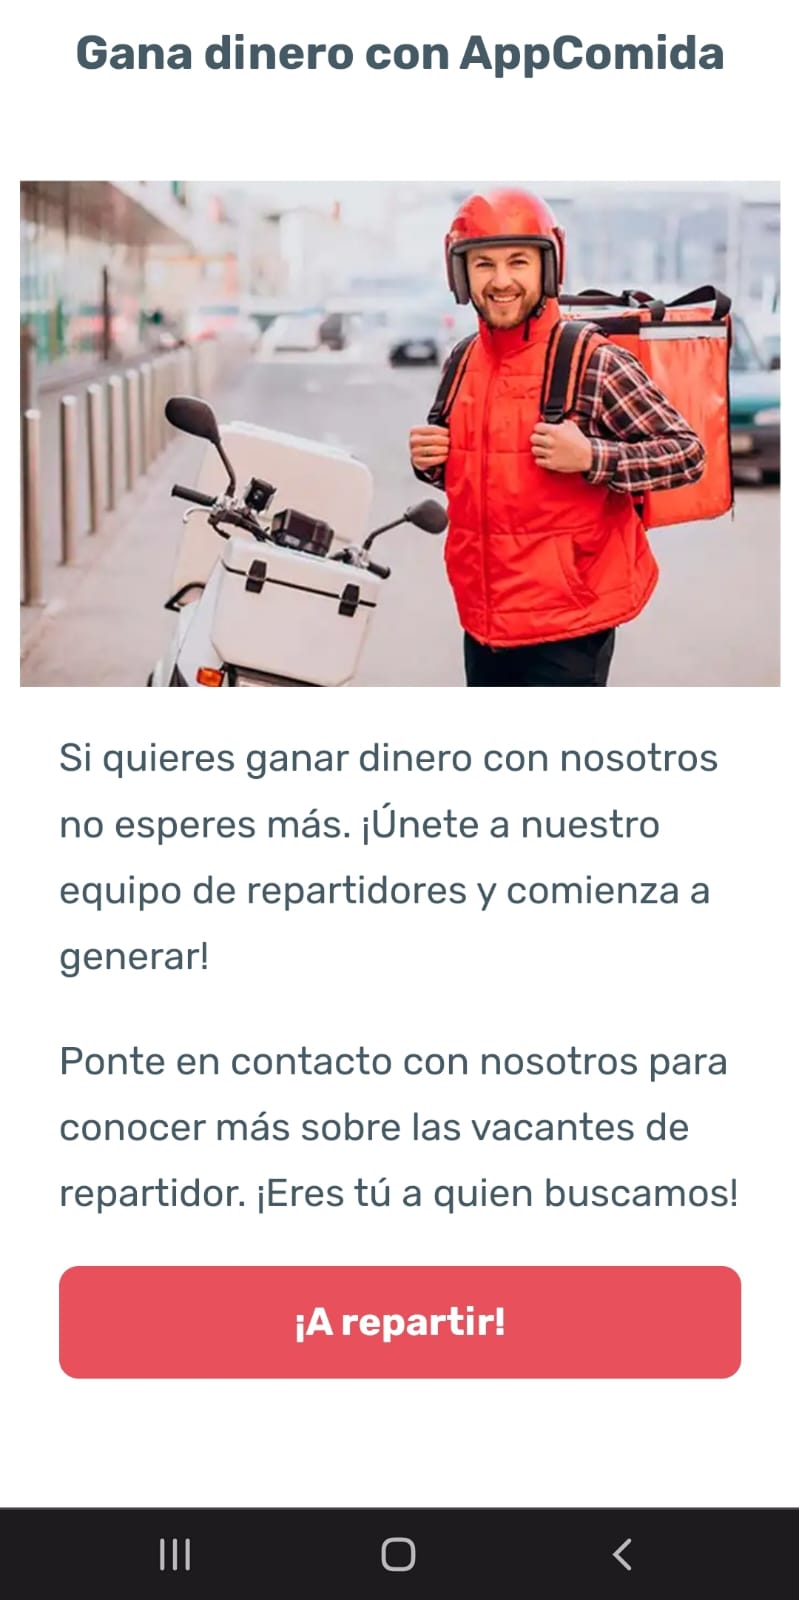 Gana dinero con AppComida
Si quieres ganar dinero con nosotros
no esperes más. ¡Únete a nuestro
equipo de repartidores y comienza a
generar!
Ponte en contacto con nosotros para
conocer más sobre las vacantes de
repartidor. ¡Eres tú a quien buscamos!
¡A repartir!